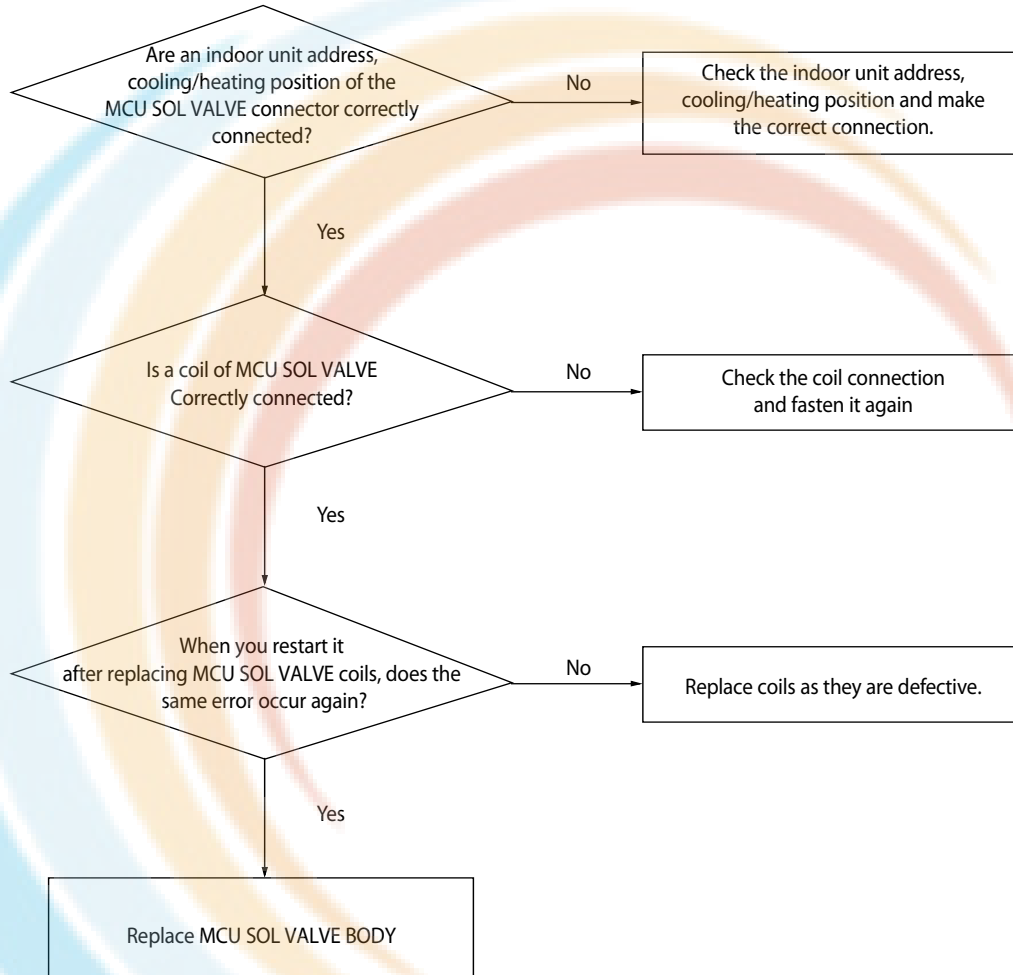 Are an indoor unit address,
cooling/heating position of the
MCU SOL VALVE connector correctly
connected?
No
Check the indoor unit address,
cooling/heating position and make
the correct connection.
Yes
Is a coil of MCU SOL VALVE
Correctly connected?
No
Check the coil connection
and fasten it again
Yes
When you restart it
after replacing MCU SOL VALVE coils, does the
same error occur again?
No
Replace coils as they are defective.
Yes
Replace MCU SOL VALVE BODY